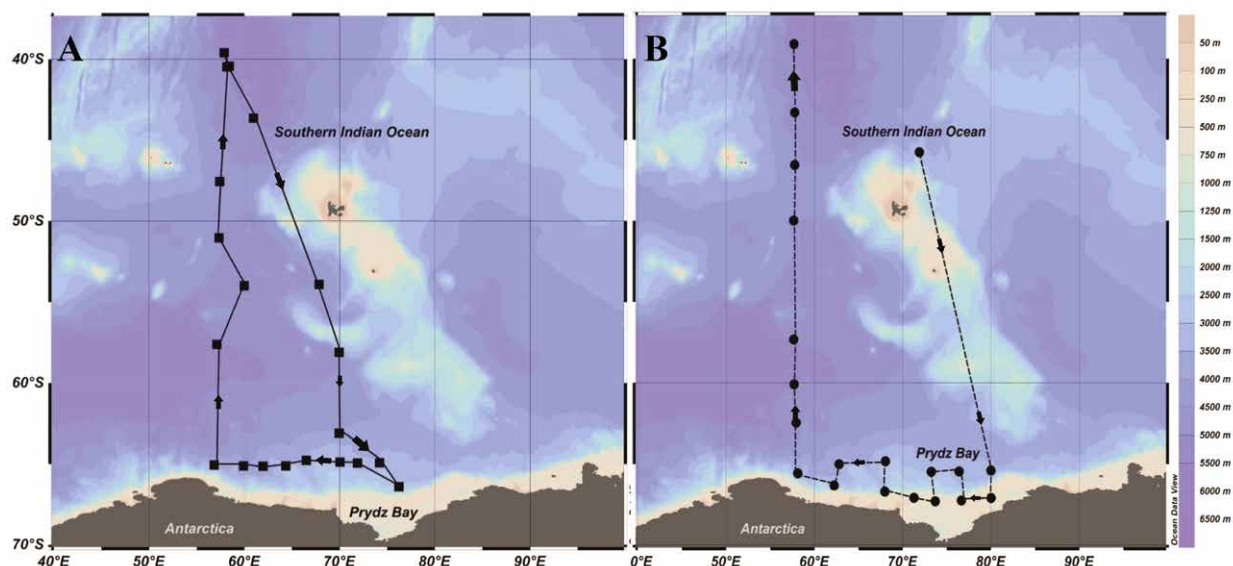 A
B
40°S
50°S
60°S
70°S
Southern Indian Ocean
Prydz Bay
Antarctica
40°E
50°E
60°E
70°E
80°E
90°E
Southern Indian Ocean
Prydz Bay
Antarctica
0°E
50°E
60°E
70°E
80°E
90°E
50 m
100 m
250 m
500 m
750 m
1000 m
1250 m
1500 m
2000 m
2500 m
3000 m
3500 m
4000 m
4500 m
5000 m
5500 m
6000 m
6500 m
Ocean Data View